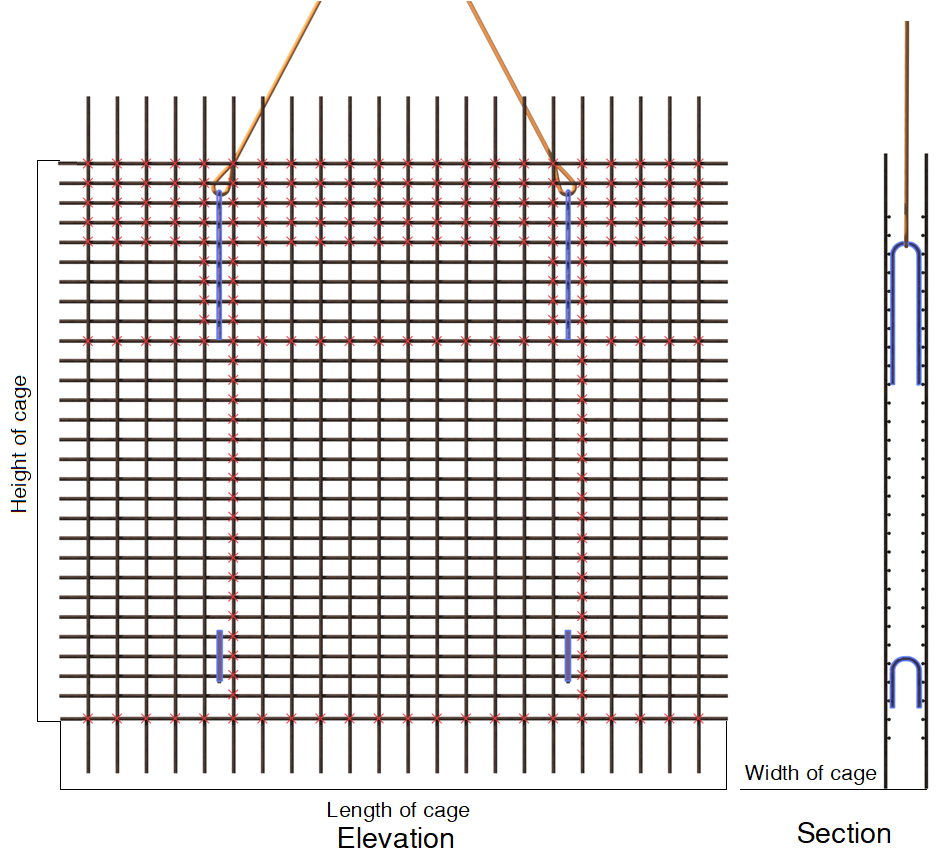 Height of cage
Length of cage
Elevation
Width of cage
Section